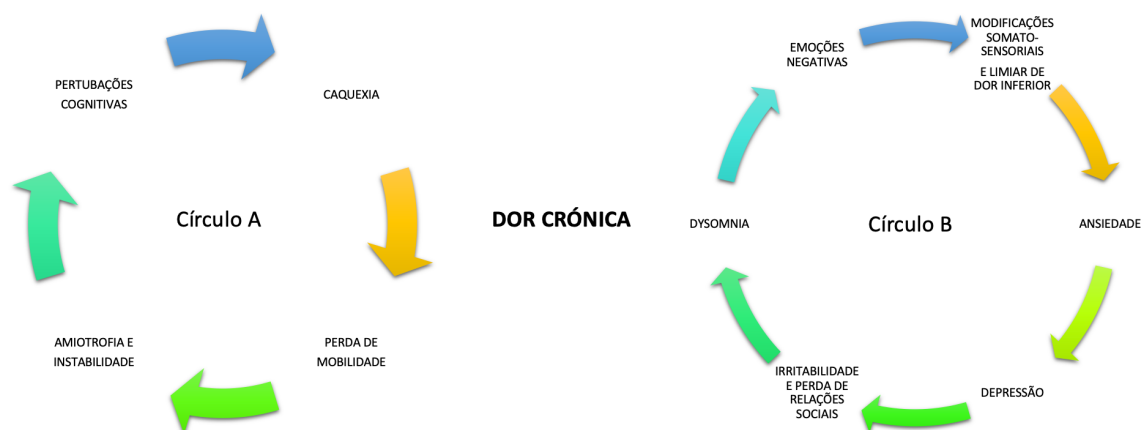 PERTUBAÇÕES
COGNITIVAS
CAQUEXIA
Círculo A
AMIOTROFIA E
INSTABILIDADE
PERDA DE
MOBILIDADE
DOR CRÓNICA
EMOÇÕES
NEGATIVAS
MODIFICAÇÕES
SOMATO-
SENSORIAIS
E LIMIAR DE
DOR INFERIOR
DYSOMNIA
Círculo B
ANSIEDADE
IRRITABILIDADE
E PERDA DE
RELAÇÕES
SOCIAIS
DEPRESSÃO